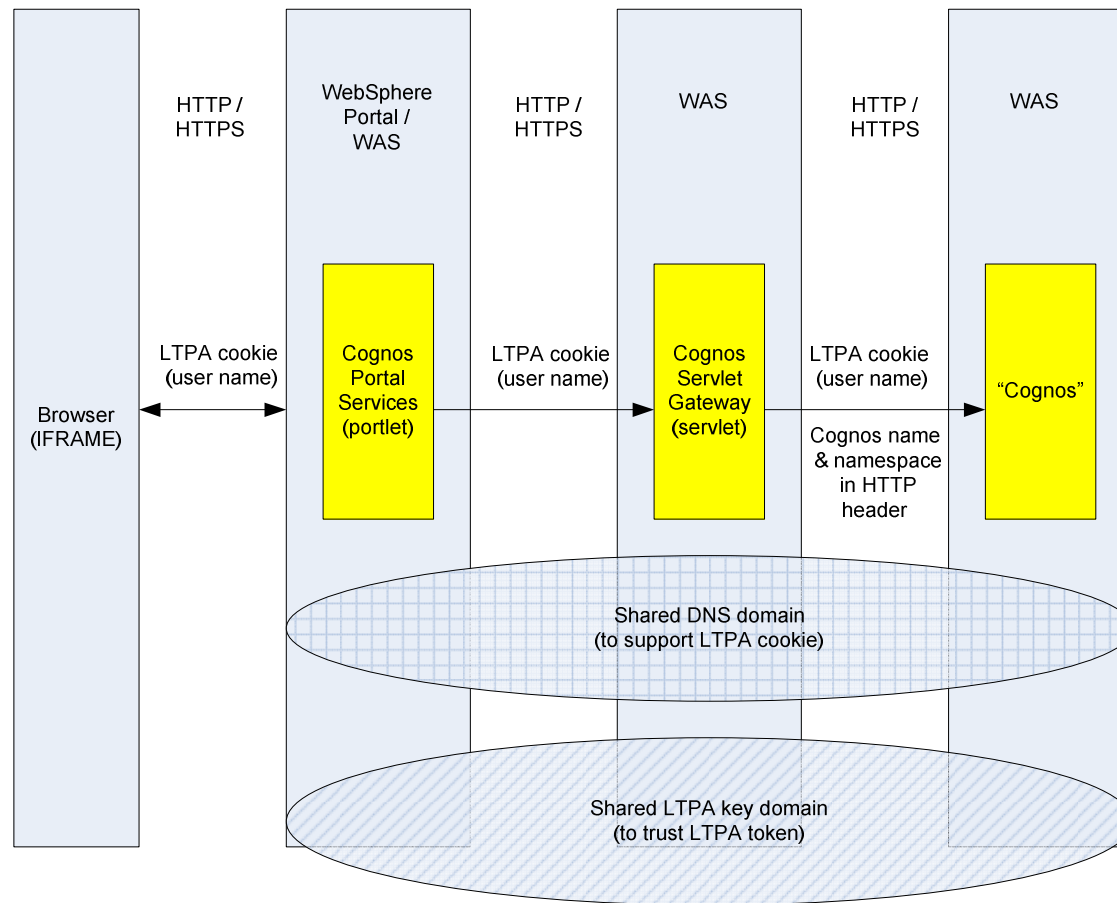 HTTP /
HTTPS
WebSphere
Portal /
WAS
HTTP /
HTTPS
WAS
HTTP /
HTTPS
WAS
Browser
(IFRAME)
LTPA cookie
(user name)
Cognos
Portal
Services
(portlet)
LTPA cookie
(user name)
Cognos
Servlet
Gateway
(servlet)
LTPA cookie
(user name)
Cognos name
& namespace
in HTTP
header
“Cognos”
Shared DNS domain
(to support LTPA cookie)
Shared LTPA key domain
(to trust LTPA token)